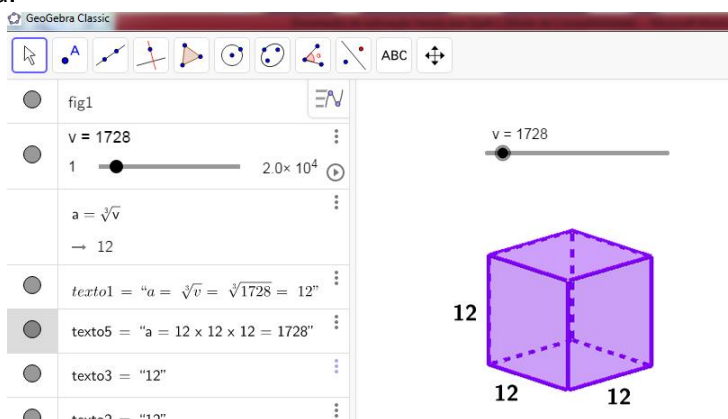 GeoGebra Classic
A
ABC
fig1
v = 1728
1
2.0× 10⁴
a = ∛v
→ 12
texto1 = “a = ∛v = ∛1728 = 12”
texto5 = “a = 12 x 12 x 12 = 1728”
texto3 = “12”
v = 1728
12
12
12